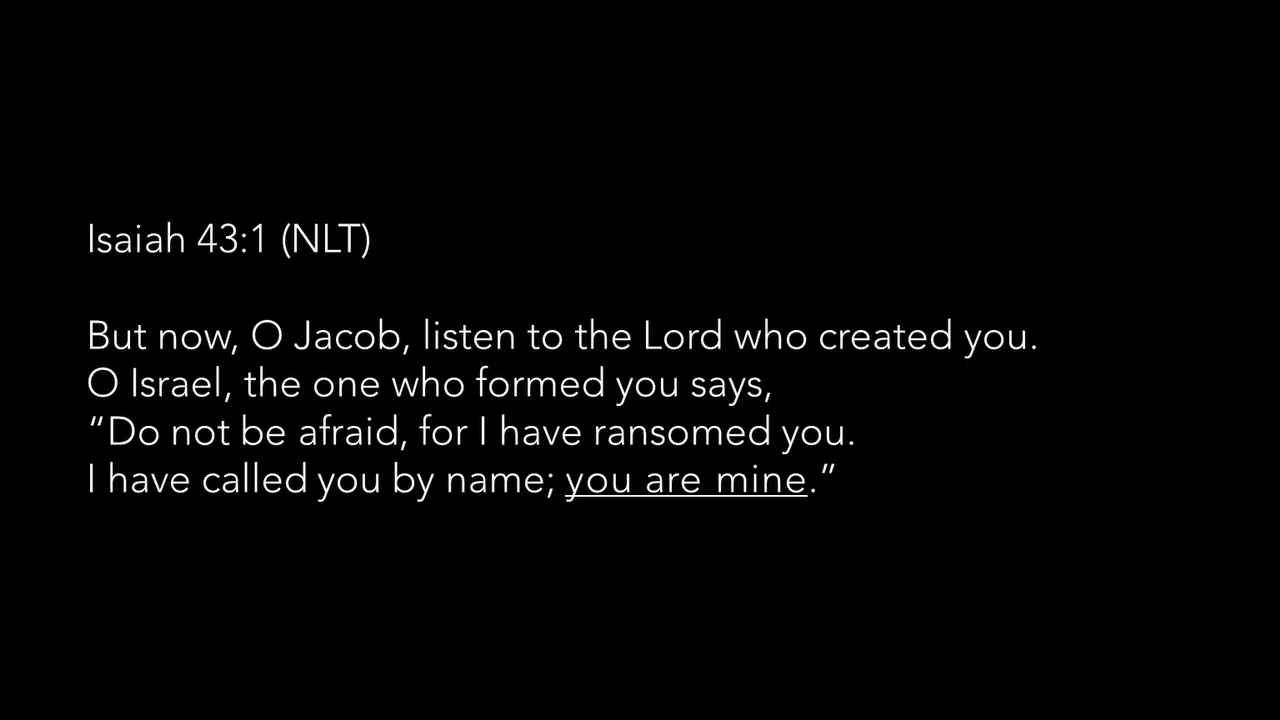 Isaiah 43:1 (NLT)
But now, O Jacob, listen to the Lord who created you.
O Israel, the one who formed you says,
“Do not be afraid, for I have ransomed you.
I have called you by name; you are mine.”